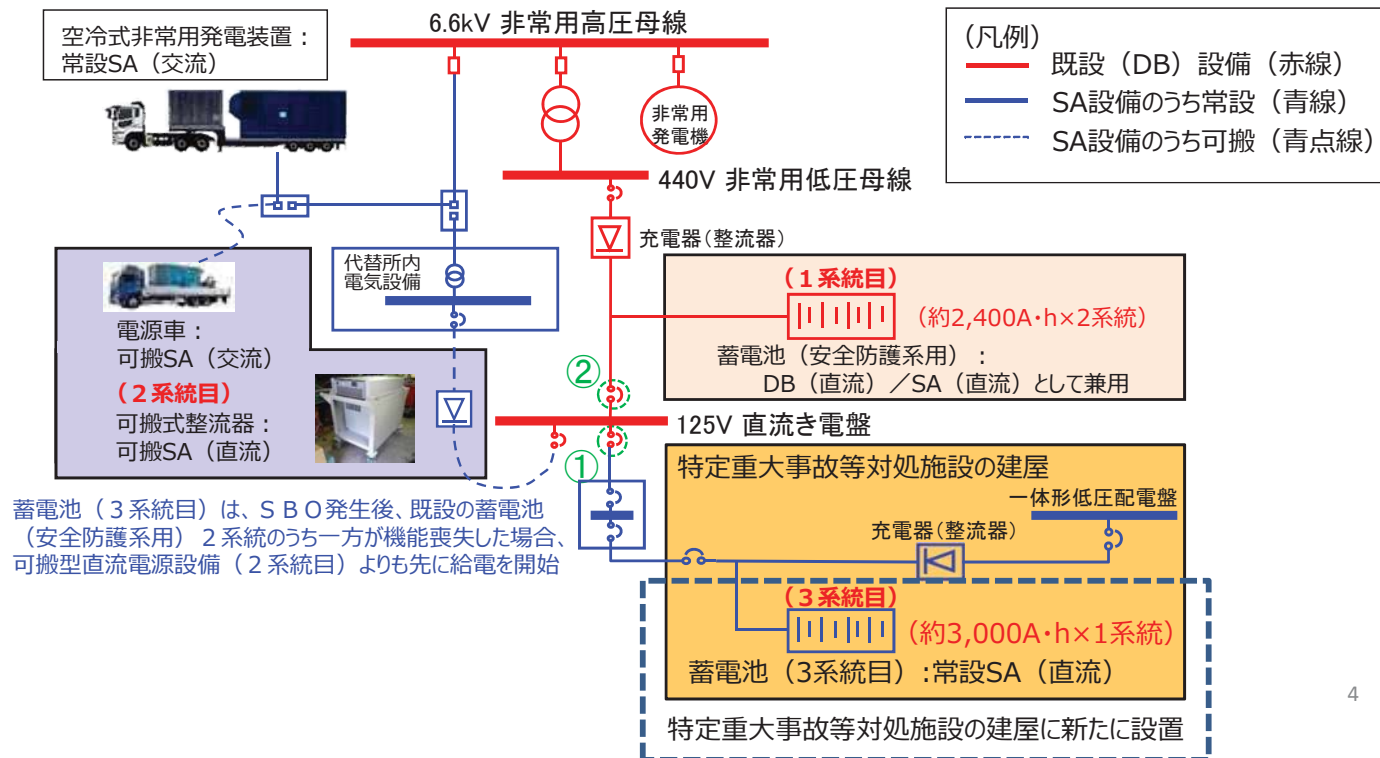 空冷式非常用発電装置：
常設SA（交流）
6.6kV 非常用高圧母線
(凡例)
既設（DB）設備（赤線）
SA設備のうち常設（青線）
SA設備のうち可搬（青点線）
非常用
発電機
440V 非常用低圧母線
充電器(整流器)
代替所内
電気設備
電源車：
可搬SA（交流）
（２系統目）
可搬式整流器：
可搬SA（直流）
（１系統目）
（約2,400A･h×2系統）
蓄電池（安全防護系用）：
DB（直流）／SA（直流）として兼用
②
125V 直流き電盤
①
蓄電池（３系統目）は、ＳＢＯ発生後、既設の蓄電池
（安全防護系用）２系統のうち一方が機能喪失した場合、
可搬型直流電源設備（２系統目）よりも先に給電を開始
特定重大事故等対処施設の建屋
一体形低圧配電盤
充電器(整流器)
（３系統目）
（約3,000A･h×1系統）
蓄電池（3系統目）:常設SA（直流）
特定重大事故等対処施設の建屋に新たに設置
4